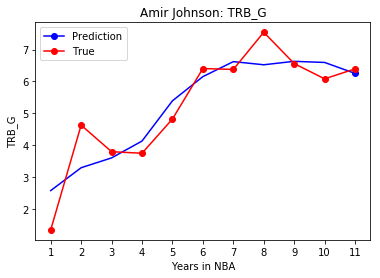 Amir Johnson: TRB_G
Prediction
True
TRB_G
7
6
5
4
3
2
1 2 3 4 5 6 7 8 9 10 11
Years in NBA